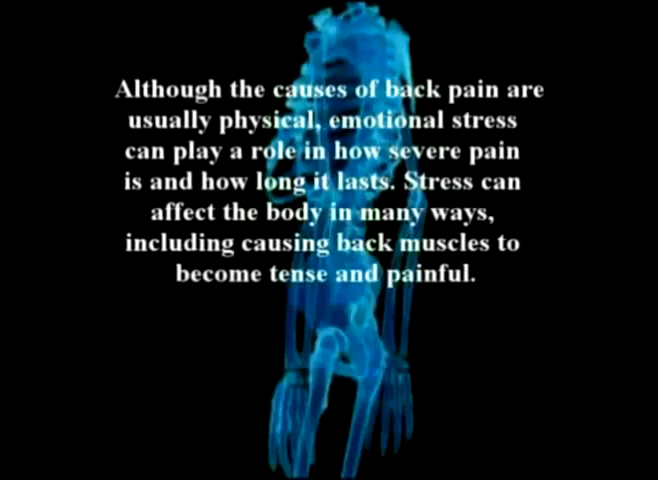 Although the causes of back pain are
usually physical, emotional stress
can play a role in how severe pain
is and how long it lasts. Stress can
affect the body in many ways,
including causing back muscles to
become tense and painful.